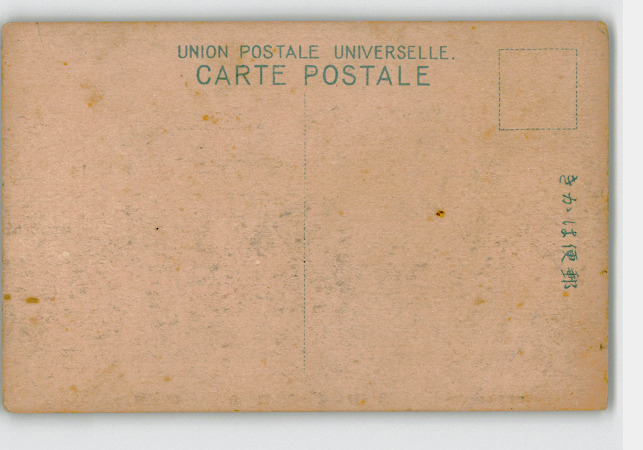 UNION POSTALE UNIVERSELLE.
CARTE POSTALE
きかは便郵